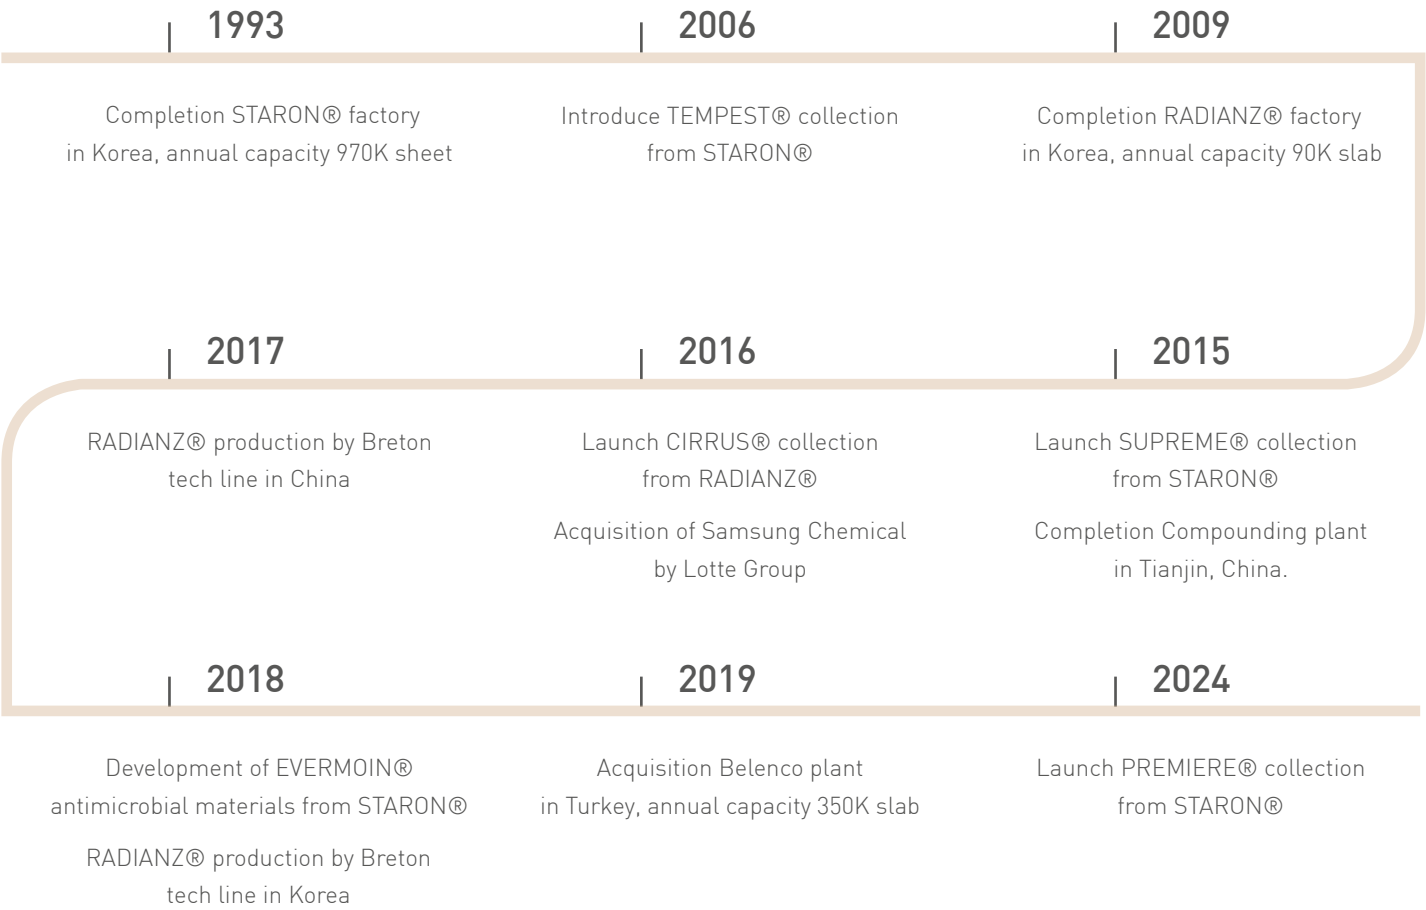 1993
Completion STARON® factory
in Korea, annual capacity 970K sheet
2006
Introduce TEMPEST® collection
from STARON®
2009
Completion RADIANZ® factory
in Korea, annual capacity 90K slab
2015
Launch SUPREME® collection
from STARON®
Completion Compounding plant
in Tianjin, China.
2016
Launch CIRRUS® collection
from RADIANZ®
Acquisition of Samsung Chemical
by Lotte Group
2017
RADIANZ® production by Breton
tech line in China
2018
Development of EVERMOIN®
antimicrobial materials from STARON®
RADIANZ® production by Breton
tech line in Korea
2019
Acquisition Belenco plant
in Turkey, annual capacity 350K slab
2024
Launch PREMIERE® collection
from STARON®